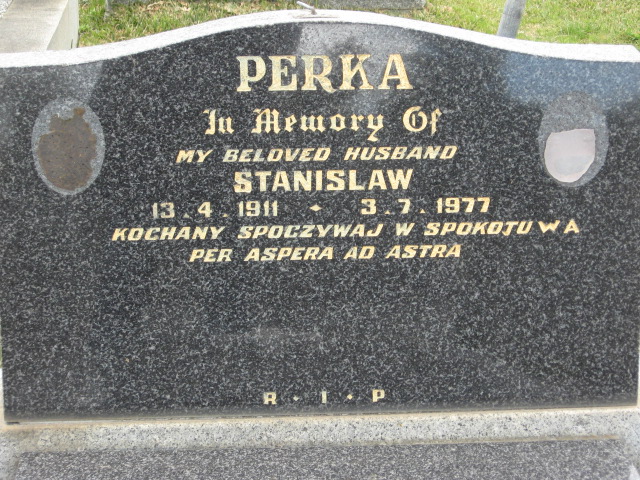 PERKA
In Memory Of
MY BELOVED HUSBAND
STANISLAW
13.4.1911 · 3.7.1977
KOCHANY SPOCZYWAJ W SPOKOJU WA
PER ASPERA AD ASTRA
R·I·P